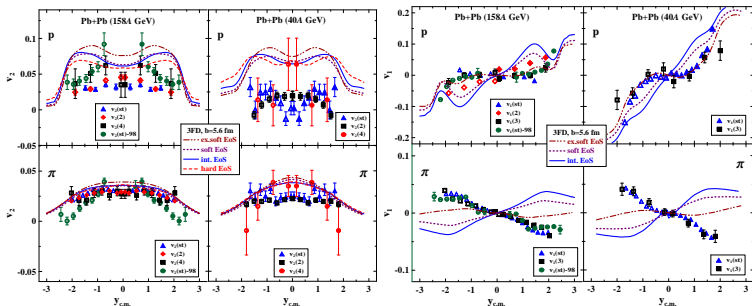 Pb+Pb (158A GeV)
Pb+Pb (40A GeV)
p
v2
0.10
0.05
0.00
v2(st)
v2(2)
v2(4)
v2(st)-98
v2(st)
v2(2)
v2(4)
3FD, b=5.6 fm
ex.soft EoS
soft EoS
int. EoS
hard EoS
π
v2
0.05
0.00
-0.05
v2(st)
v2(2)
v2(4)
v2(st)-98
v2(st)
v2(2)
v2(4)
-3 -2 -1 0 1 2 3
-3 -2 -1 0 1 2 3
yc.m.
yc.m.
Pb+Pb (158A GeV)
Pb+Pb (40A GeV)
p
p
v1
0.2
0.1
0.0
-0.1
-0.2
v1(st)
v1(2)
v1(3)
v1(st)-98
v1(st)
v1(3)
3FD, b=5.6 fm
ex.soft EoS
soft EoS
int. EoS
π
π
v1
0.1
0.0
-0.1
v1(st)
v1(3)
v1(st)-98
v1(st)
v1(3)
-3 -2 -1 0 1 2 3
-3 -2 -1 0 1 2 3
yc.m.
yc.m.